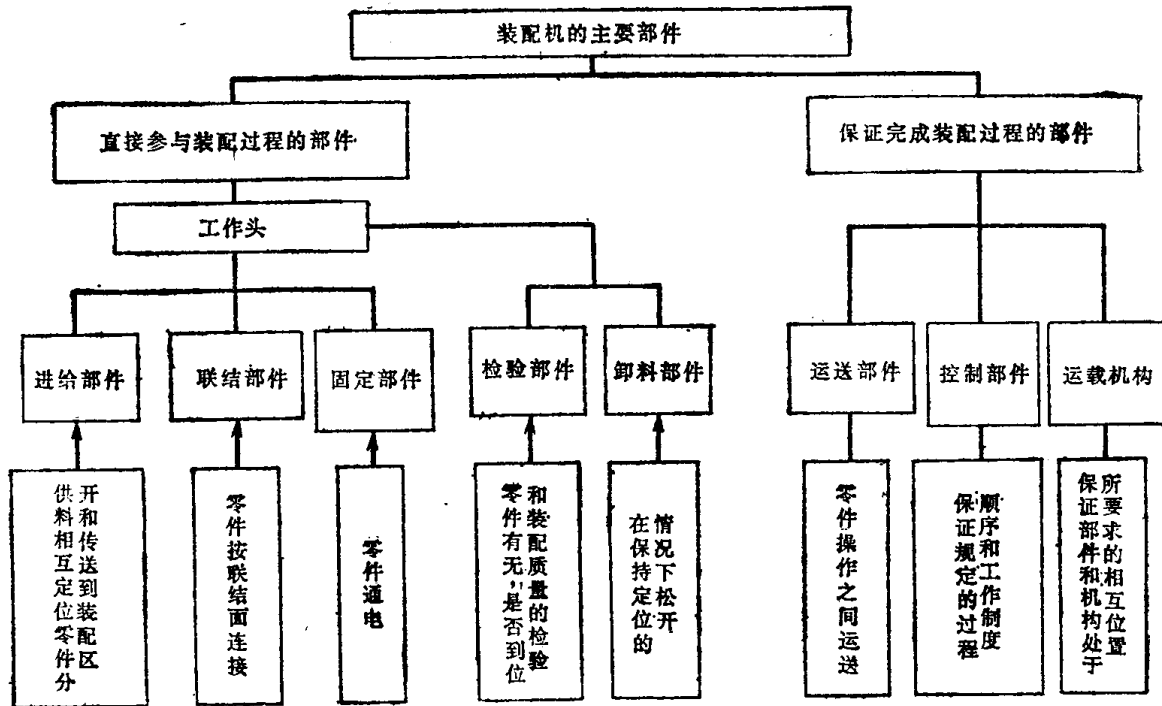 装配机的主要部件
直接参与装配过程的部件
保证完成装配过程的部件
工作头
进给部件
联结部件
固定部件
检验部件
卸料部件
运送部件
控制部件
运载机构
供料相互定位零件分
开和传送到装配区
零件按联结面连接
零件通电
零件有无,是否到位
和装配质量的检验
在保持定位的
情况下松开
零件操作之间运送
保证规定的过程
顺序和工作制度
保证部件和机构处于
所要求的相互位置